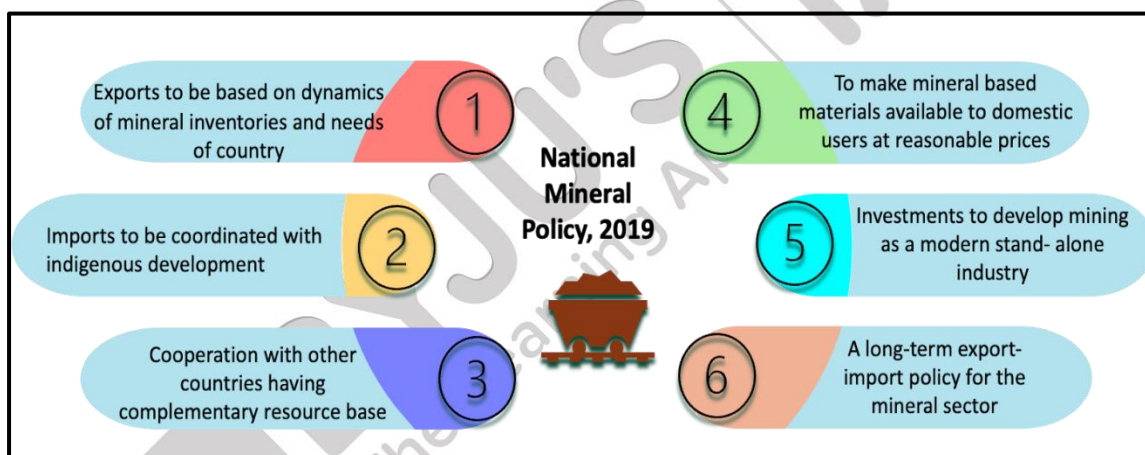 Exports to be based on dynamics
of mineral inventories and needs
of country
1
Imports to be coordinated with
indigenous development
2
Cooperation with other
countries having
complementary resource base
3
National
Mineral
Policy, 2019
4
To make mineral based
materials available to domestic
users at reasonable prices
5
Investments to develop mining
as a modern stand- alone
industry
6
A long-term export-
import policy for the
mineral sector